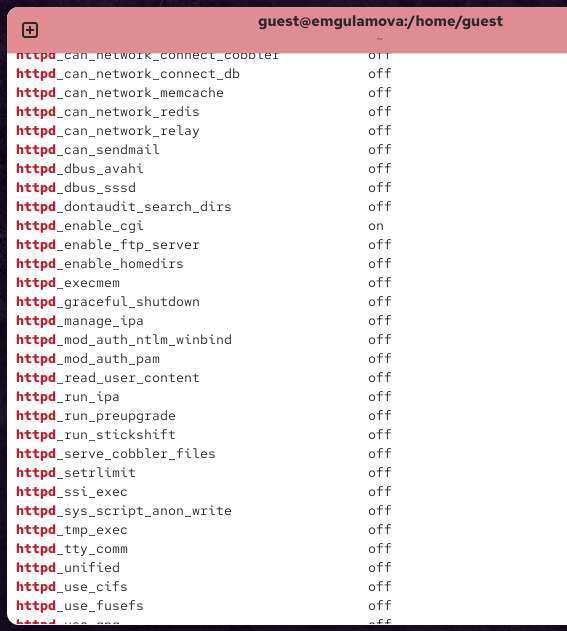 guest@emgulamova:/home/guest
~
httpd_can_network_connect_cobbler off
httpd_can_network_connect_db off
httpd_can_network_memcache off
httpd_can_network_redis off
httpd_can_network_relay off
httpd_can_sendmail off
httpd_dbus_avahi off
httpd_dbus_sssd off
httpd_dontaudit_search_dirs off
httpd_enable_cgi on
httpd_enable_ftp_server off
httpd_enable_homedirs off
httpd_execmem off
httpd_graceful_shutdown off
httpd_manage_ipa off
httpd_mod_auth_ntlm_winbind off
httpd_mod_auth_pam off
httpd_read_user_content off
httpd_run_ipa off
httpd_run_preupgrade off
httpd_run_stickshift off
httpd_serve_cobbler_files off
httpd_setrlimit off
httpd_ssi_exec off
httpd_sys_script_anon_write off
httpd_tmp_exec off
httpd_tty_comm off
httpd_unified off
httpd_use_cifs off
httpd_use_fusefs off